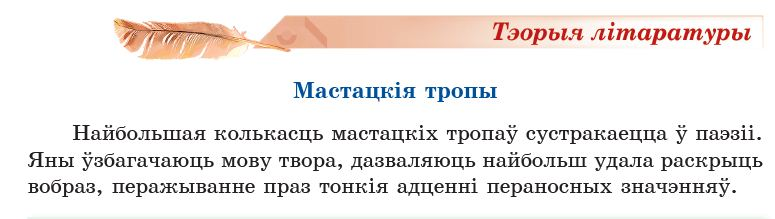 Тэорыя літаратуры
Мастацкія тропы
Найбольшая колькасць мастацкіх тропаў сустракаецца ў паэзіі.
Яны ўзбагачаюць мову твора, дазваляюць найбольш удала раскрыць
вобраз, перажыванне праз тонкія адценні пераносных значэнняў.